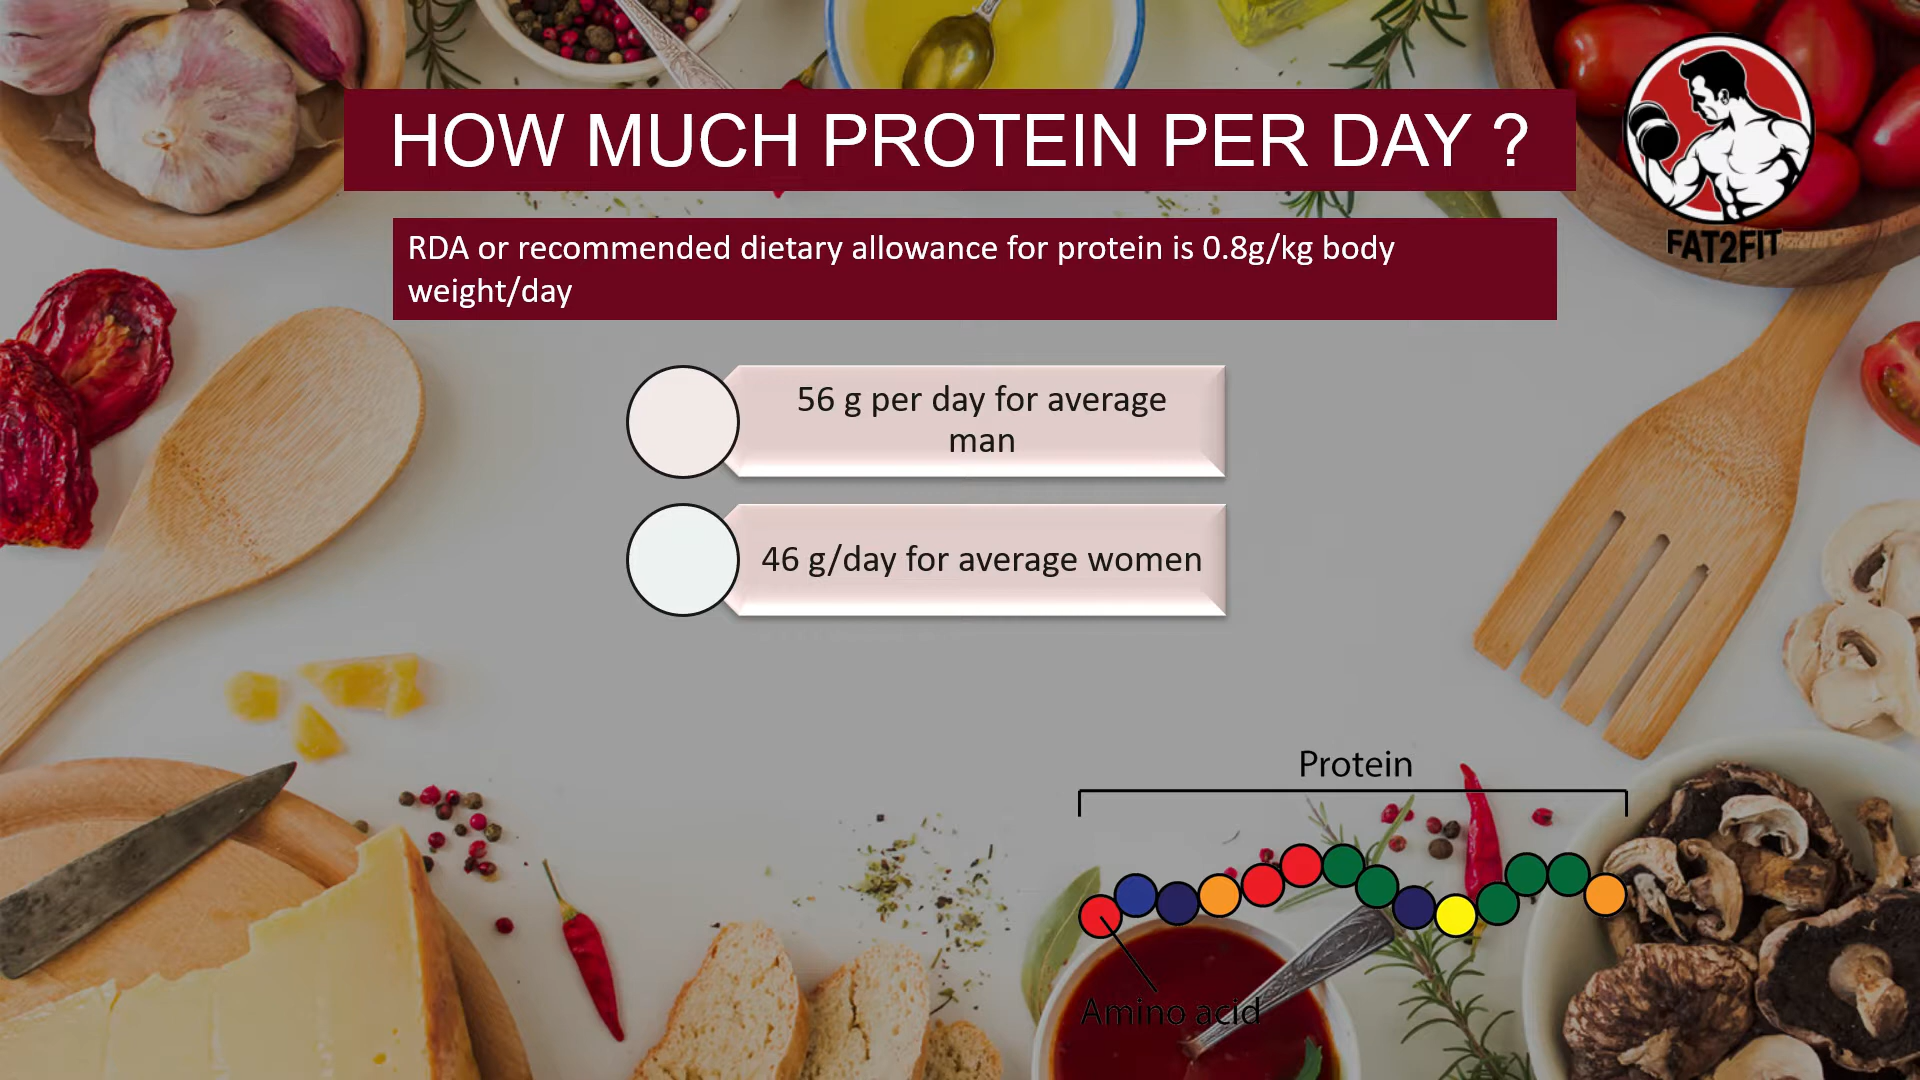 HOW MUCH PROTEIN PER DAY ?
FAT2FIT
RDA or recommended dietary allowance for protein is 0.8g/kg body
weight/day
56 g per day for average
man
46 g/day for average women
Protein
Amino acid